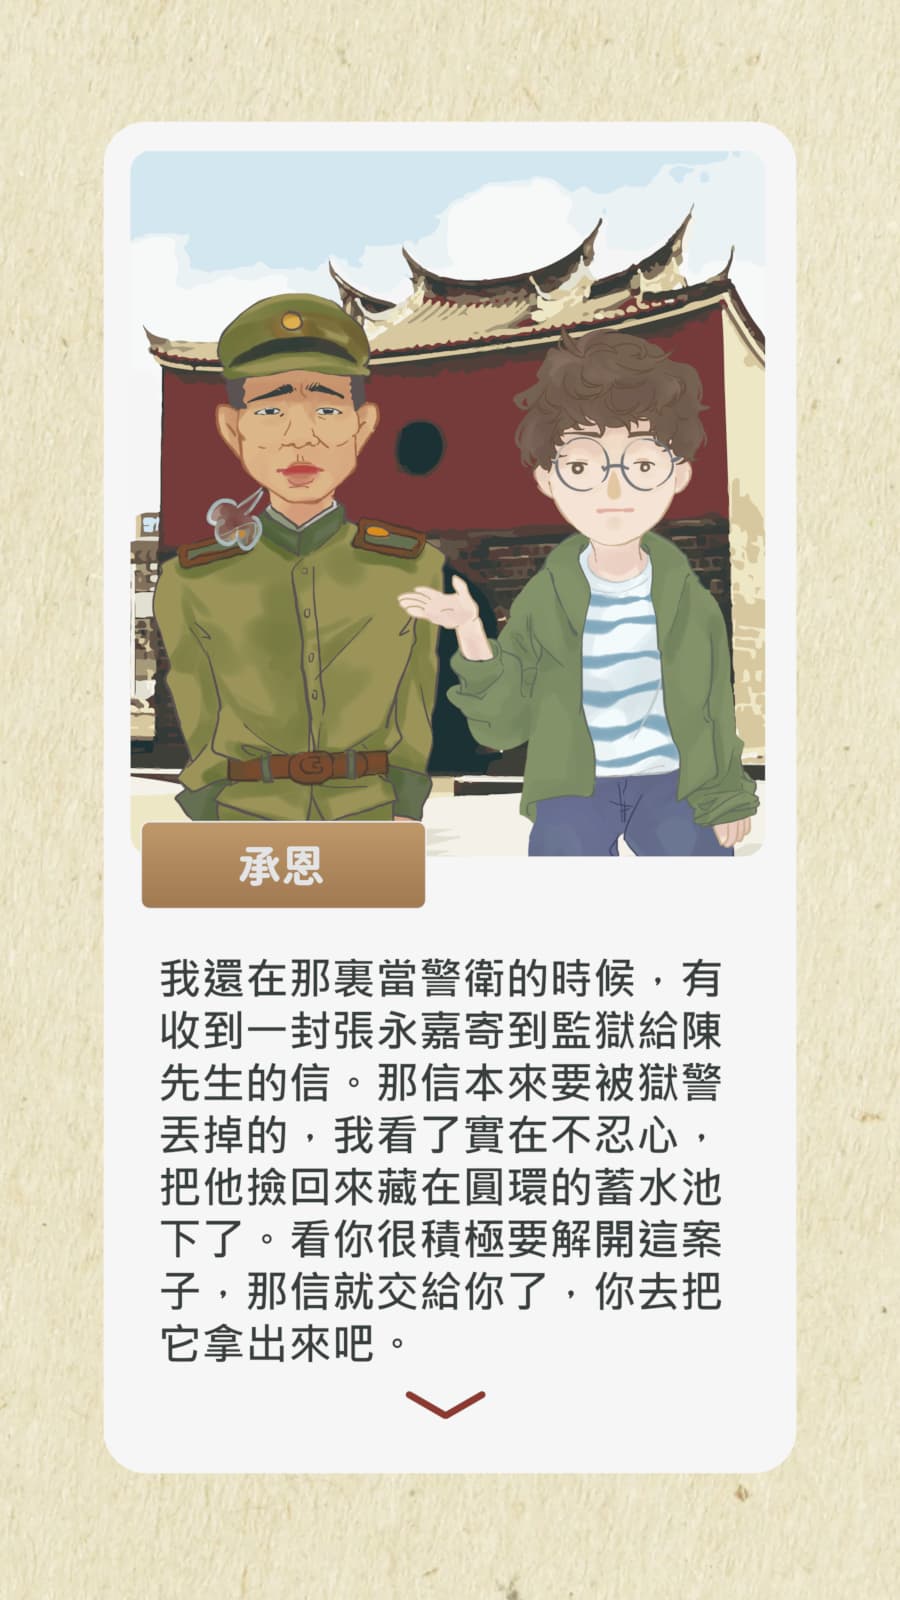 承恩
我還在那裏當警衛的時候，有
收到一封張永嘉寄到監獄給陳
先生的信。那信本來要被獄警
丟掉的，我看了實在不忍心，
把他撿回來藏在圓環的蓄水池
下了。看你很積極要解開這案
子，那信就交給你了，你去把
它拿出來吧。